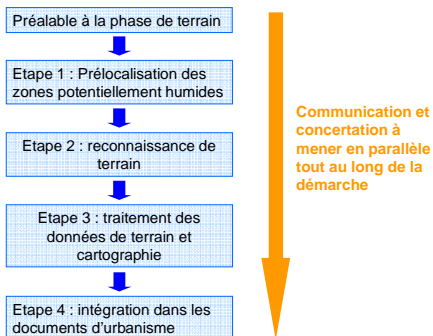 Préalable à la phase de terrain
Etape 1 : Prélocalisation des
zones potentiellement humides
Etape 2 : reconnaissance de
terrain
Etape 3 : traitement des
données de terrain et
cartographie
Etape 4 : intégration dans les
documents d'urbanisme
Communication et
concertation à
mener en parallèle
tout au long de la
démarche